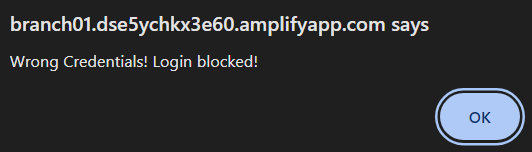 branch01.dse5ychkx3e60.amplifyapp.com says
Wrong Credentials! Login blocked!
OK